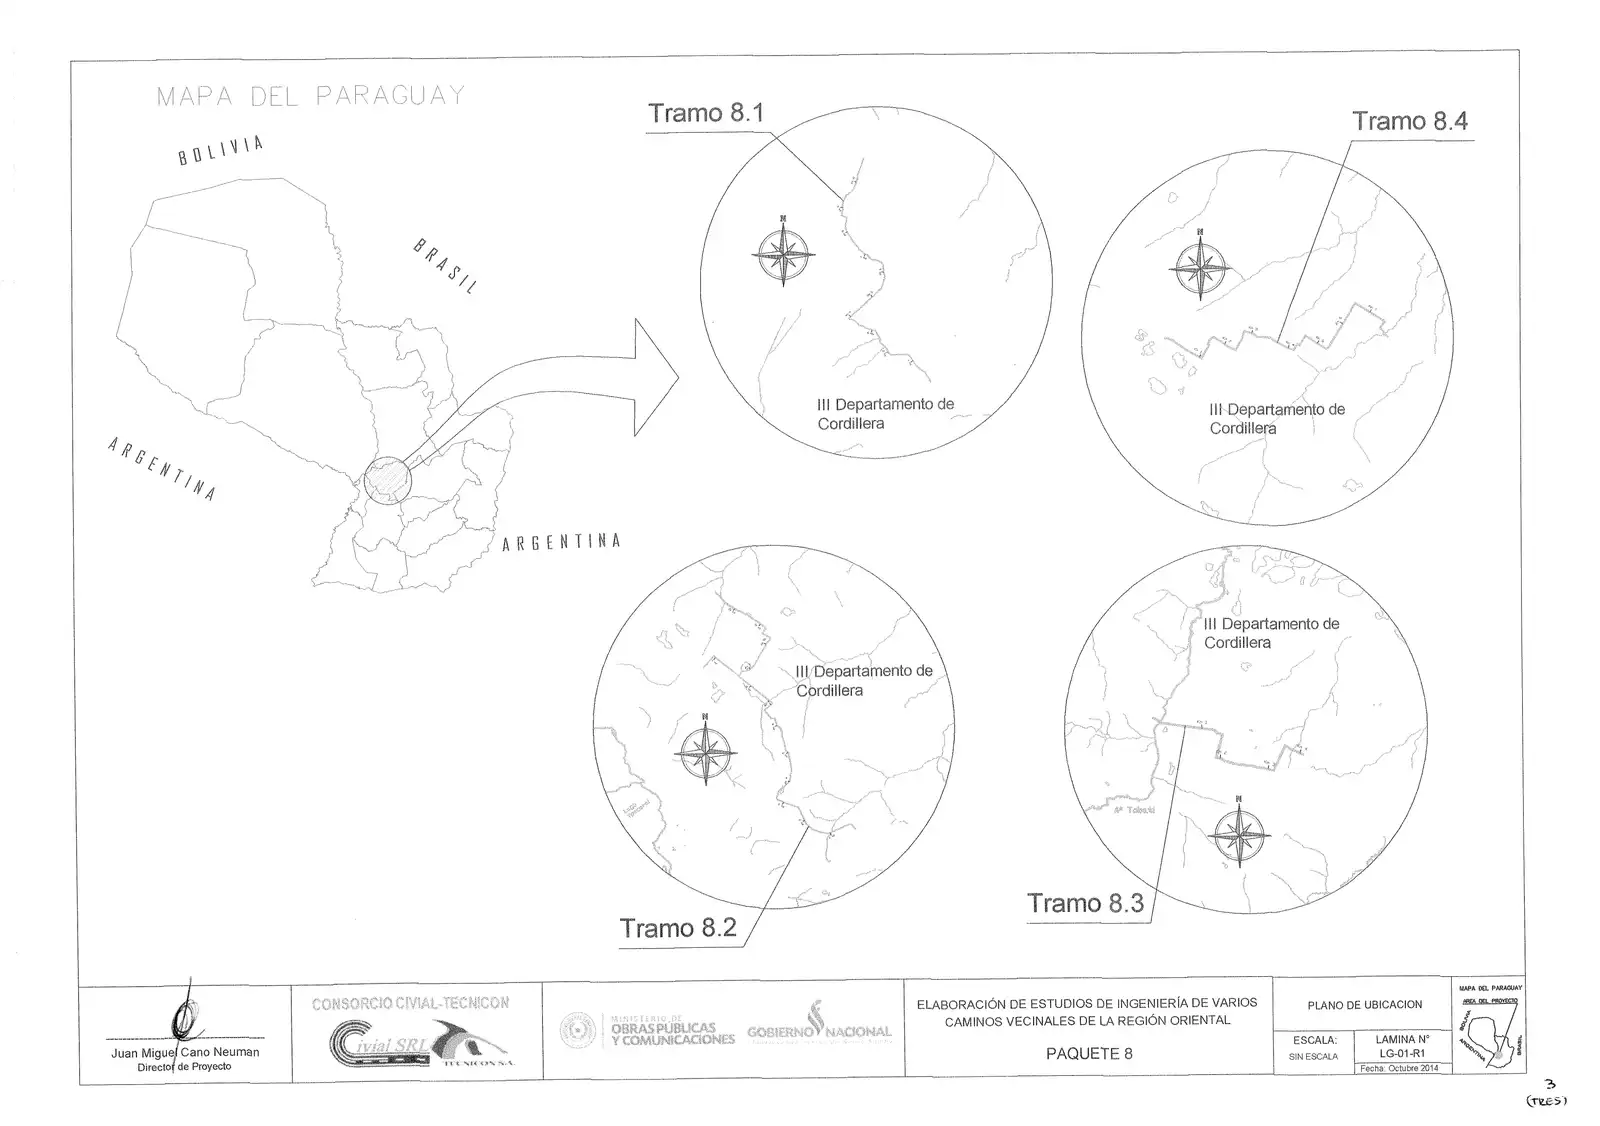 MAPA DEL PARAGUAY
BOLIVIA
BRASIL
ARGENTINA
ARGENTINA
Tramo 8.1
N
III Departamento de
Cordillera
Tramo 8.4
N
III Departamento de
Cordillera
III Departamento de
Cordillera
N
Tramo 8.2
III Departamento de
Cordillera
N
Tramo 8.3
Juan Miguel Cano Neuman
Director de Proyecto
CONSORCIO CIVIAL-TECNICON
Civial SRL
TECNICON S.A.
MINISTERIO DE
OBRAS PUBLICAS
Y COMUNICACIONES
GOBIERNO NACIONAL
ELABORACIÓN DE ESTUDIOS DE INGENIERÍA DE VARIOS
CAMINOS VECINALES DE LA REGIÓN ORIENTAL
PAQUETE 8
PLANO DE UBICACION
ESCALA:
SIN ESCALA
LAMINA N°
LG-01-R1
Fecha: Octubre 2014
MAPA DEL PARAGUAY
AREA DEL PROYECTO
BOLIVIA
ARGENTINA
BRASIL
3
(TRES)